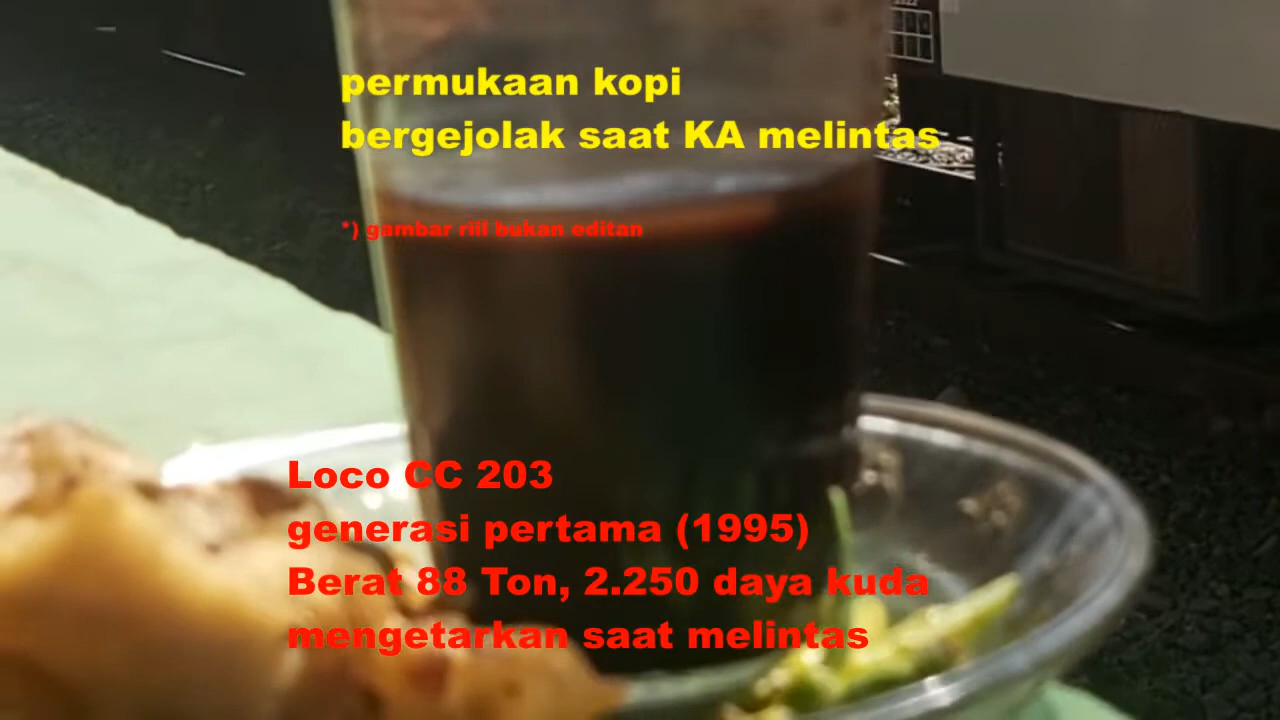 permukaan kopi
bergejolak saat KA melintas
*) gambar riil bukan editan
Loco CC 203
generasi pertama (1995)
Berat 88 Ton, 2.250 daya kuda
mengetarkan saat melintas